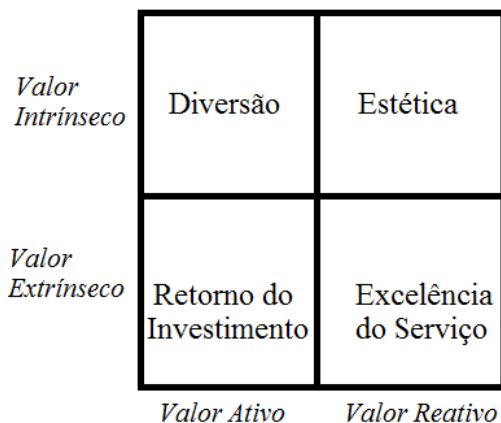 Valor
Intrínseco
Diversão
Estética
Valor
Extrínseco
Retorno do
Investimento
Excelência
do Serviço
Valor Ativo
Valor Reativo